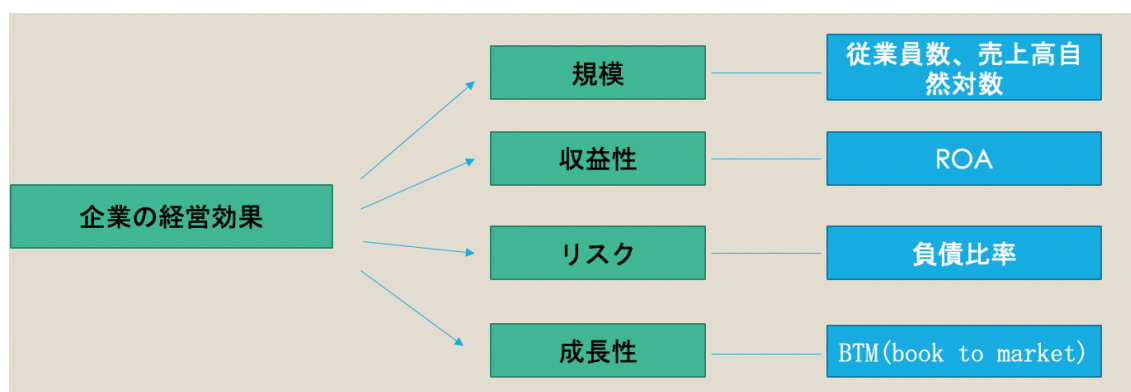 企業の経営効果
規模
従業員数、売上高自
然対数
収益性
ROA
リスク
負債比率
成長性
BTM(book to market)